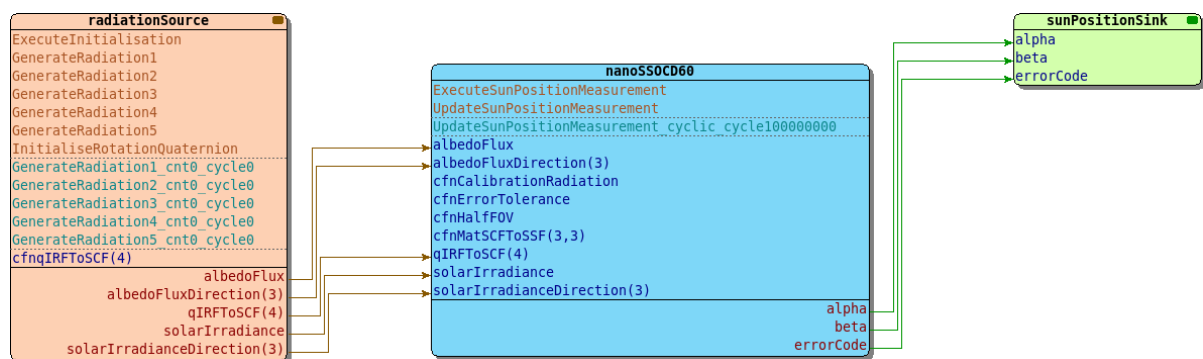 radiationSource
ExecuteInitialisation
GenerateRadiation1
GenerateRadiation2
GenerateRadiation3
GenerateRadiation4
GenerateRadiation5
InitialiseRotationQuaternion
GenerateRadiation1_cnt0_cycle0
GenerateRadiation2_cnt0_cycle0
GenerateRadiation3_cnt0_cycle0
GenerateRadiation4_cnt0_cycle0
GenerateRadiation5_cnt0_cycle0
cfnqIRFToSCF(4)
albedoFlux
albedoFluxDirection(3)
qIRFToSCF(4)
solarIrradiance
solarIrradianceDirection(3)
nanoSSOCD60
ExecuteSunPositionMeasurement
UpdateSunPositionMeasurement
UpdateSunPositionMeasurement_cyclic_cycle100000000
albedoFlux
albedoFluxDirection(3)
cfnCalibrationRadiation
cfnErrorTolerance
cfnHalfFOV
cfnMatSCFToSSF(3,3)
qIRFToSCF(4)
solarIrradiance
solarIrradianceDirection(3)
alpha
beta
errorCode
sunPositionSink
alpha
beta
errorCode